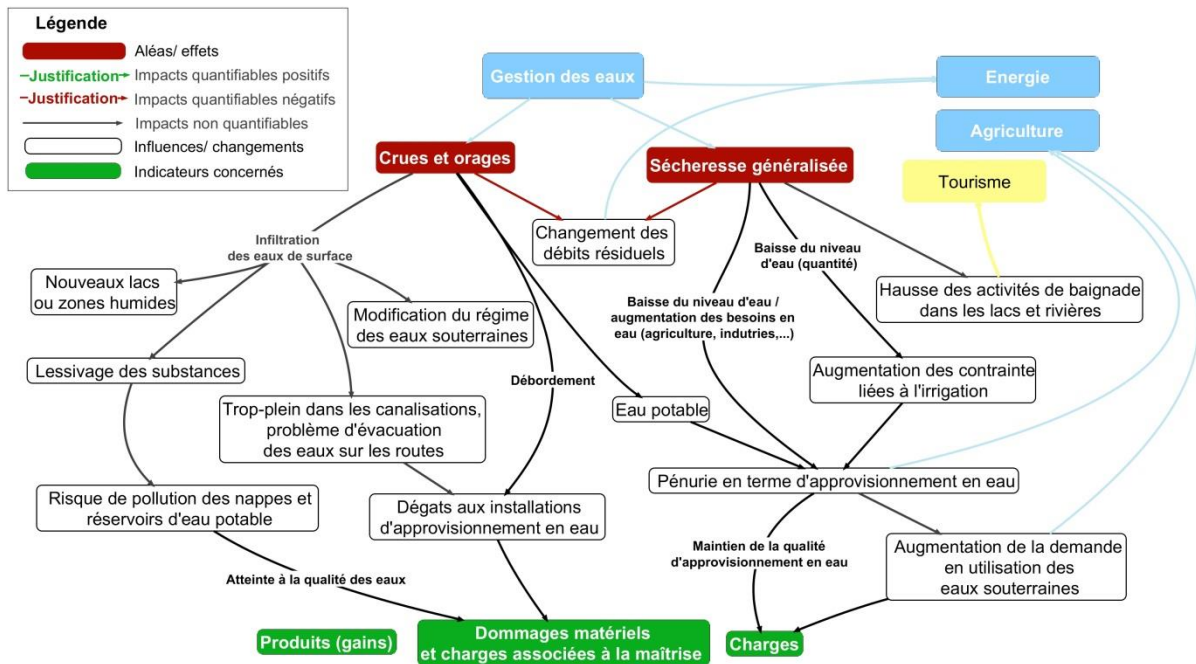 Légende
Aléas/ effets
Justification
Impacts quantifiables positifs
Justification
Impacts quantifiables négatifs
Impacts non quantifiables
Influences/ changements
Indicateurs concernés
Gestion des eaux
Energie
Agriculture
Tourisme
Crues et orages
Sécheresse généralisée
Changement des
débits résiduels
Infiltration
des eaux de surface
Baisse du niveau
d'eau (quantité)
Nouveaux lacs
ou zones humides
Modification du régime
des eaux souterraines
Baisse du niveau d'eau /
augmentation des besoins en
eau (agriculture, indutries,...)
Hausse des activités de baignade
dans les lacs et rivières
Lessivage des substances
Débordement
Augmentation des contrainte
liées à l'irrigation
Trop-plein dans les canalisations,
problème d'évacuation
des eaux sur les routes
Eau potable
Risque de pollution des nappes et
réservoirs d'eau potable
Dégats aux installations
d'approvisionnement en eau
Pénurie en terme d'approvisionnement en eau
Maintien de la qualité
d'approvisionnement en eau
Augmentation de la demande
en utilisation des
eaux souterraines
Atteinte à la qualité des eaux
Produits (gains)
Dommages matériels
et charges associées à la maîtrise
Charges